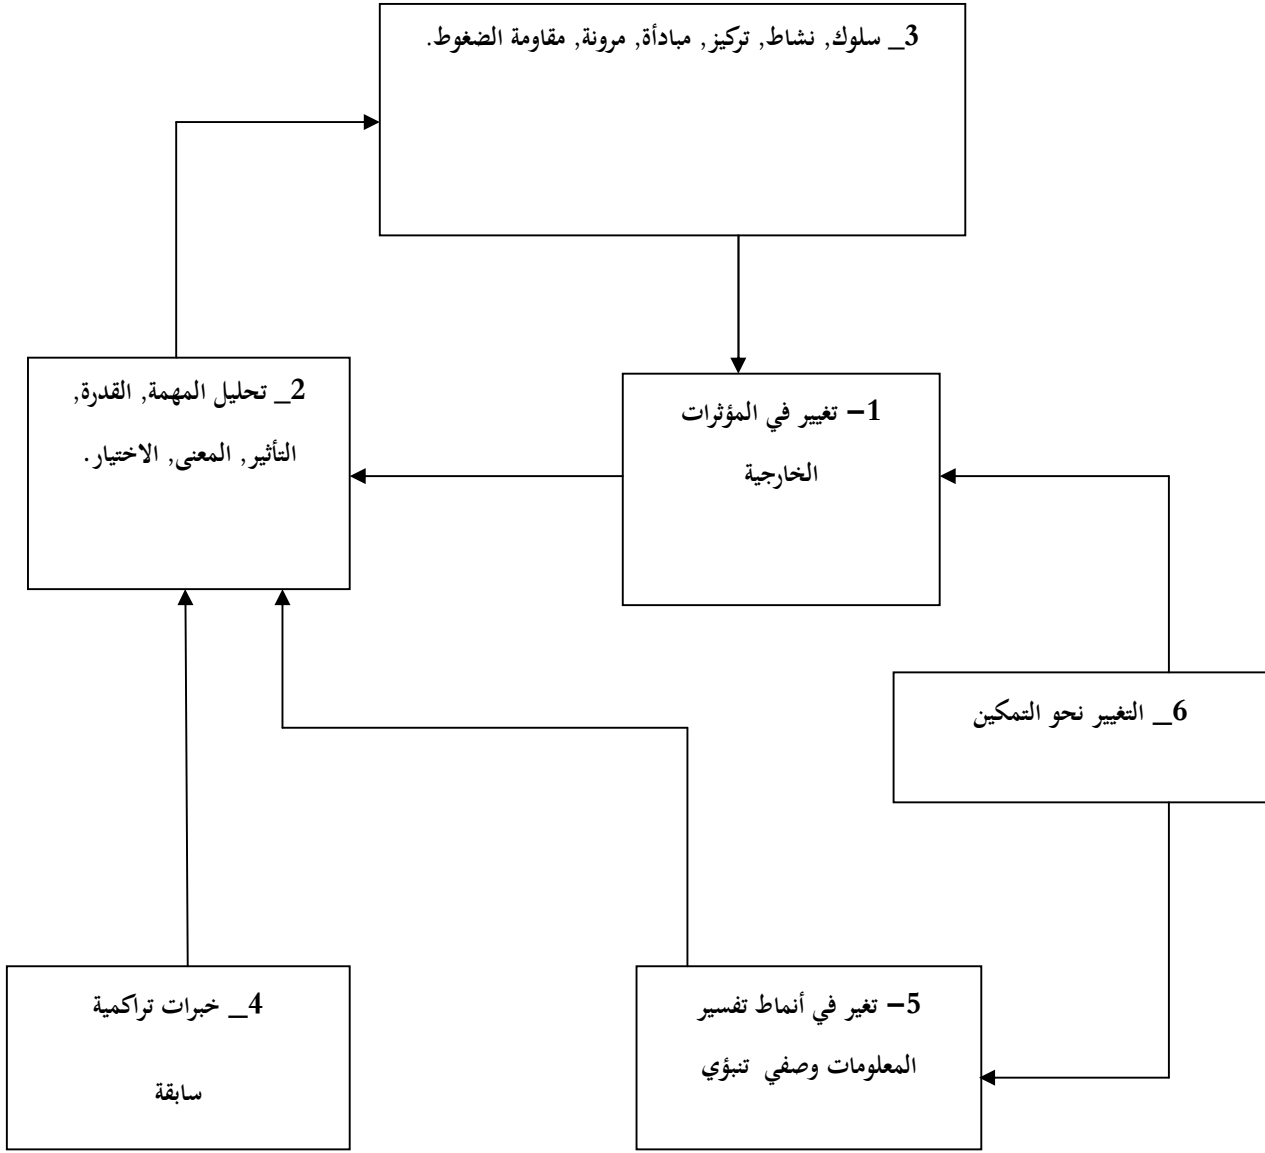 3_ سلوك, نشاط, تركيز, مبادأة, مرونة, مقاومة الضغوط.
2_ تحليل المهمة, القدرة,
التأثير, المعنى, الاختيار.
1– تغيير في المؤثرات
الخارجية
6_ التغيير نحو التمكين
4_ خبرات تراكمية
سابقة
5– تغير في أنماط تفسير
المعلومات وصفي تنبؤي